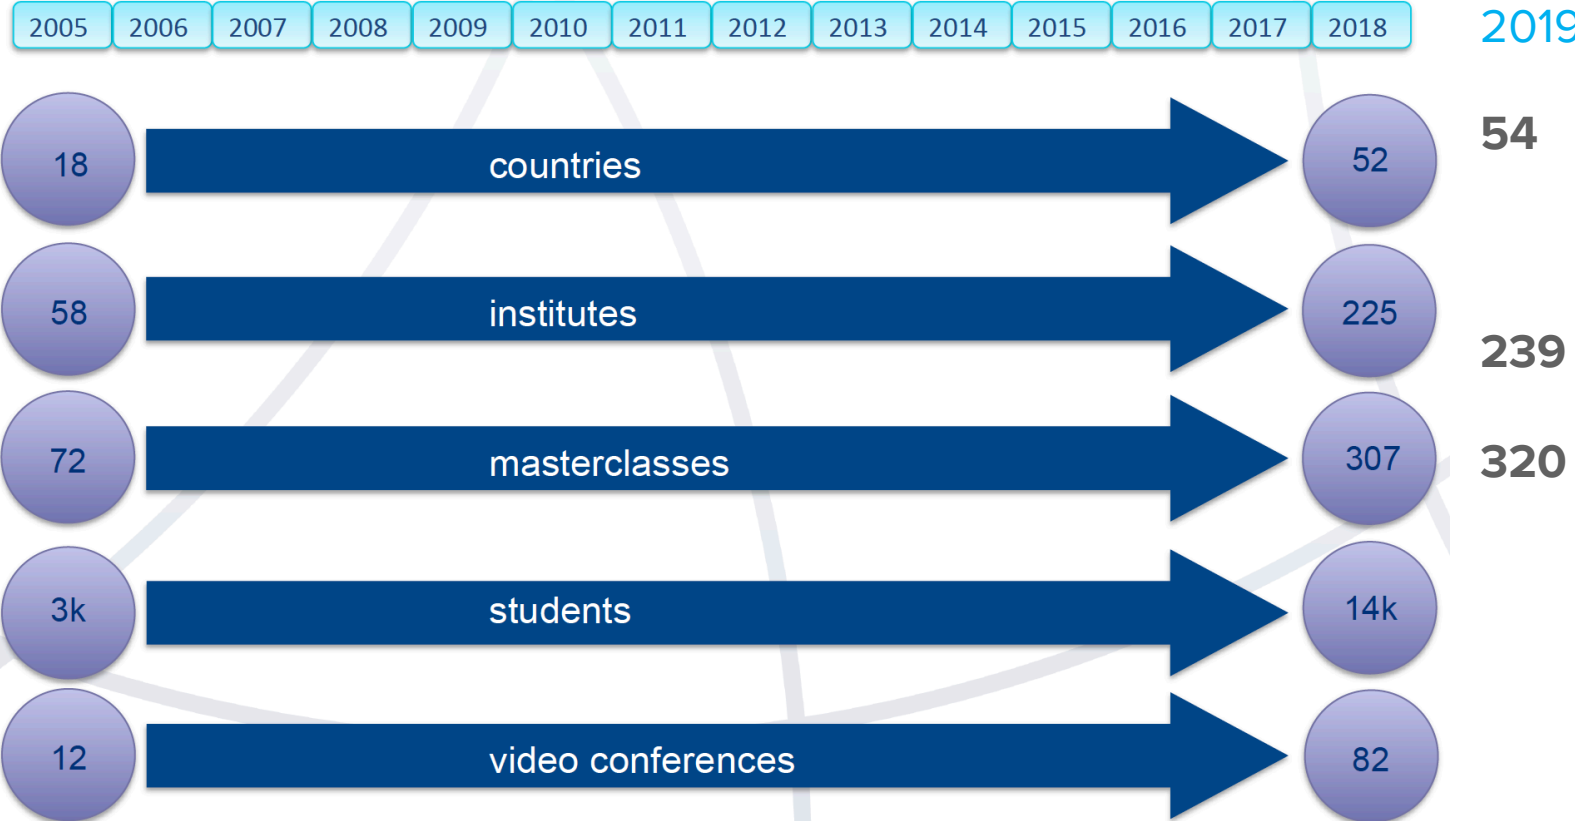 2005 2006 2007 2008 2009 2010 2011 2012 2013 2014 2015 2016 2017 2018 2019
18 countries 52 54
58 institutes 225 239
72 masterclasses 307 320
3k students 14k
12 video conferences 82